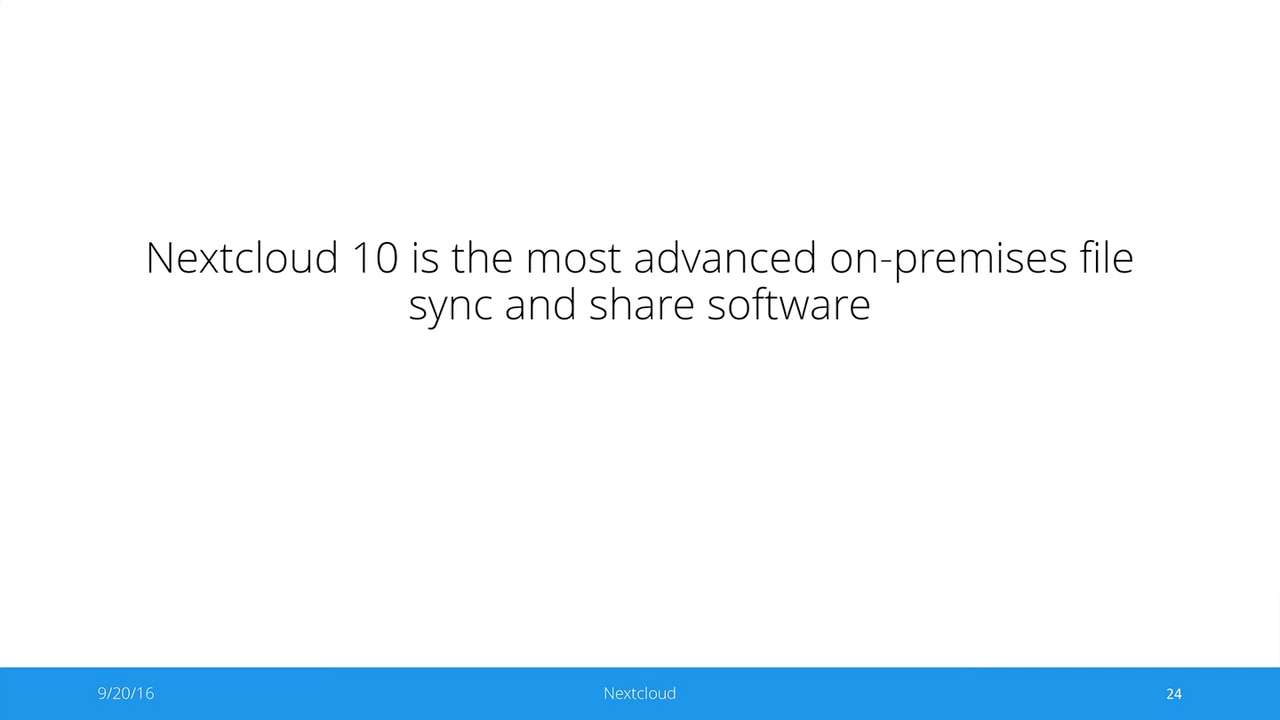 Nextcloud 10 is the most advanced on-premises file
sync and share software
9/20/16
Nextcloud
24